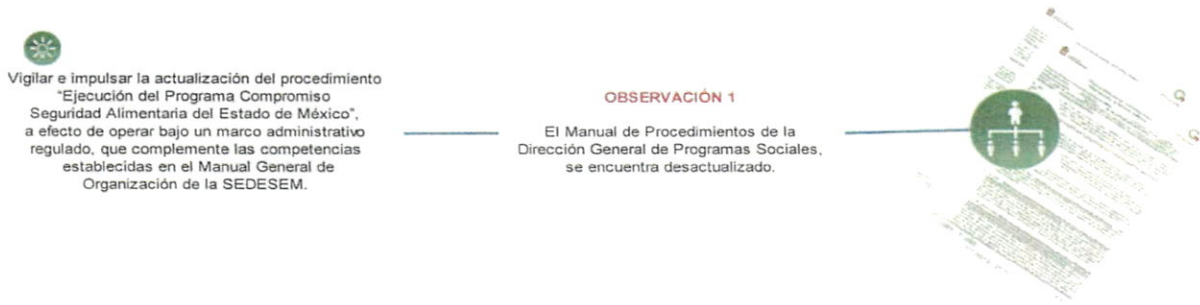 Vigilar e impulsar la actualización del procedimiento
"Ejecución del Programa Compromiso
Seguridad Alimentaria del Estado de México",
a efecto de operar bajo un marco administrativo
regulado, que complemente las competencias
establecidas en el Manual General de
Organización de la SEDESEM.
OBSERVACIÓN 1
El Manual de Procedimientos de la
Dirección General de Programas Sociales,
se encuentra desactualizado.